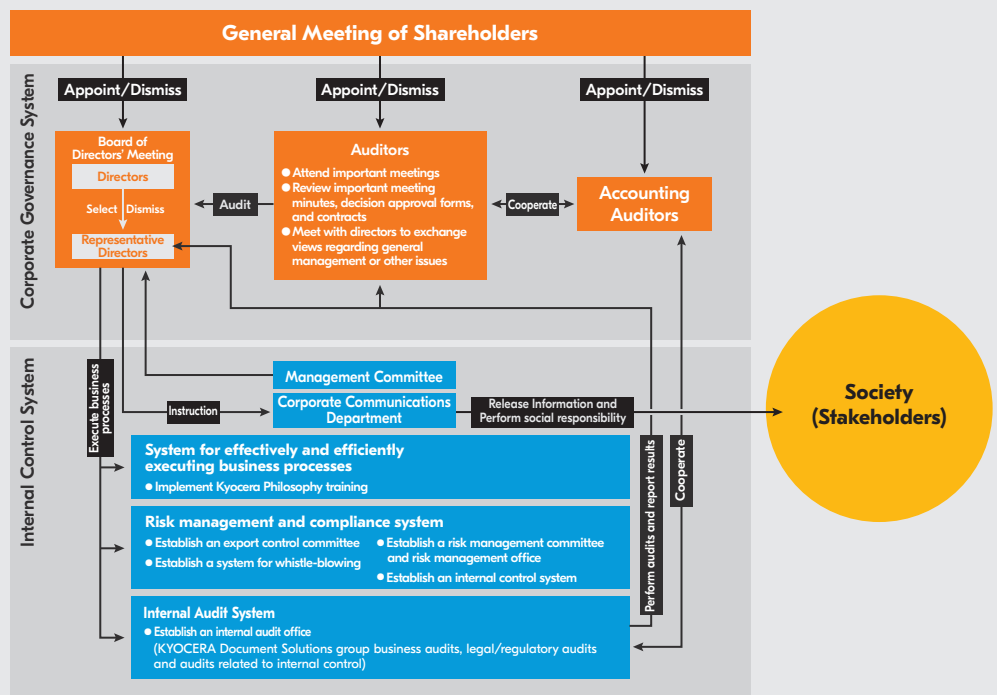 General Meeting of Shareholders
Corporate Governance System
Appoint/Dismiss
Appoint/Dismiss
Appoint/Dismiss
Board of
Directors' Meeting
Directors
Select Dismiss
Representative
Directors
Audit
Auditors
● Attend important meetings
● Review important meeting
minutes, decision approval forms,
and contracts
● Meet with directors to exchange
views regarding general
management or other issues
Cooperate
Accounting
Auditors
Internal Control System
Execute business
processes
Management Committee
Instruction
Corporate Communications
Department
Release Information and
Perform social responsibility
Society
(Stakeholders)
System for effectively and efficiently
executing business processes
● Implement Kyocera Philosophy training
Risk management and compliance system
● Establish an export control committee
● Establish a system for whistle-blowing
● Establish a risk management committee
and risk management office
● Establish an internal control system
Internal Audit System
● Establish an internal audit office
(KYOCERA Document Solutions group business audits, legal/regulatory audits
and audits related to internal control)
Perform audits and report results
Cooperate